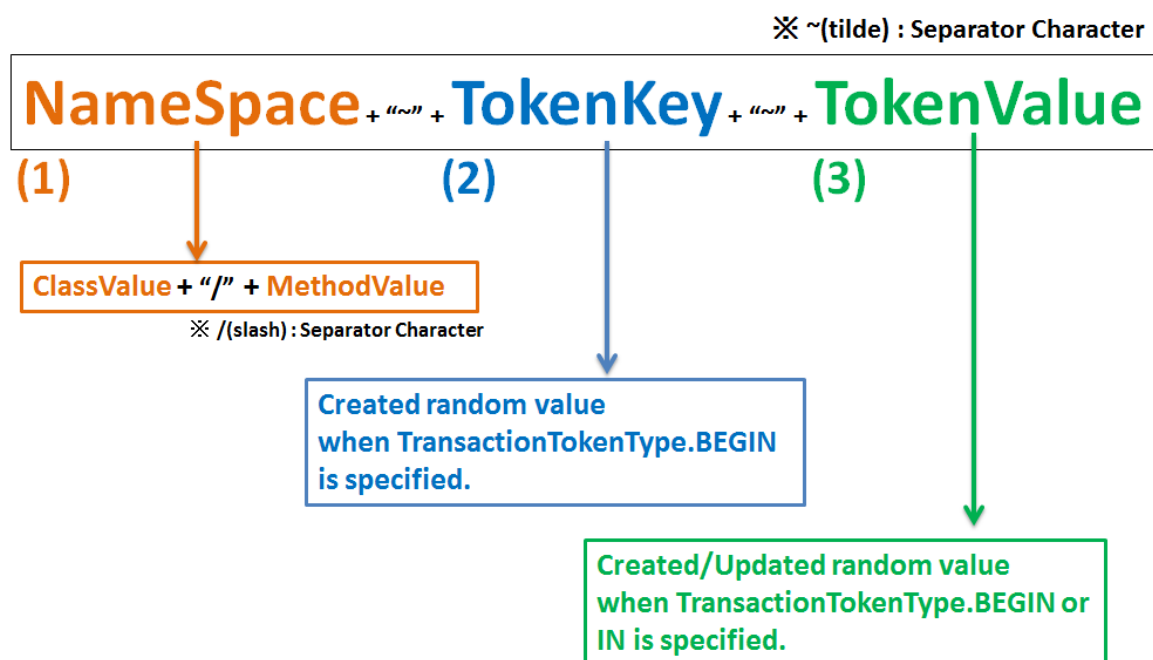 ※ ~(tilde) : Separator Character
NameSpace + “~” + TokenKey + “~” + TokenValue
(1) (2) (3)
ClassValue + “/” + MethodValue
※ /(slash) : Separator Character
Created random value
when TransactionTokenType.BEGIN
is specified.
Created/Updated random value
when TransactionTokenType.BEGIN or
IN is specified.